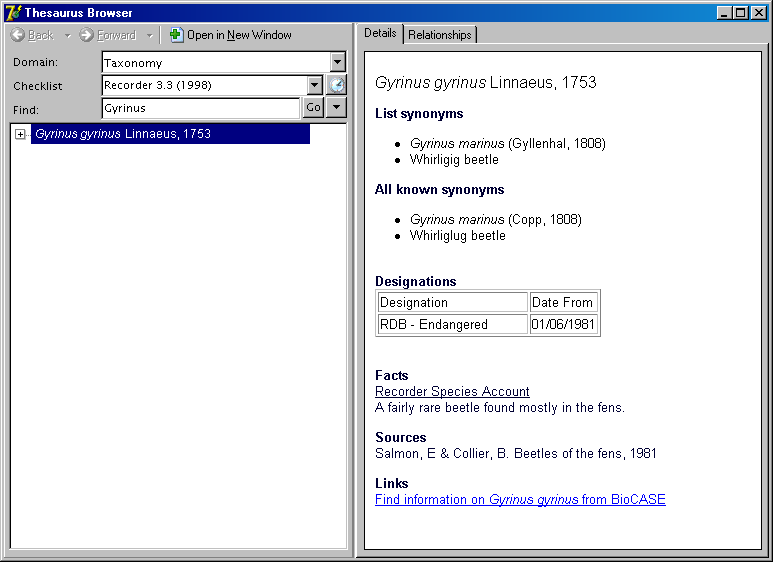 Thesaurus Browser
Back Forward Open in New Window
Domain: Taxonomy
Checklist Recorder 3.3 (1998)
Find: Gyrinus Go
Gyrinus gyrinus Linnaeus, 1753
Details Relationships
Gyrinus gyrinus Linnaeus, 1753
List synonyms
Gyrinus marinus (Gyllenhal, 1808)
Whirligig beetle
All known synonyms
Gyrinus marinus (Copp, 1808)
Whirliglug beetle
Designations
Designation Date From
RDB - Endangered 01/06/1981
Facts
Recorder Species Account
A fairly rare beetle found mostly in the fens.
Sources
Salmon, E & Collier, B. Beetles of the fens, 1981
Links
Find information on Gyrinus gyrinus from BioCASE